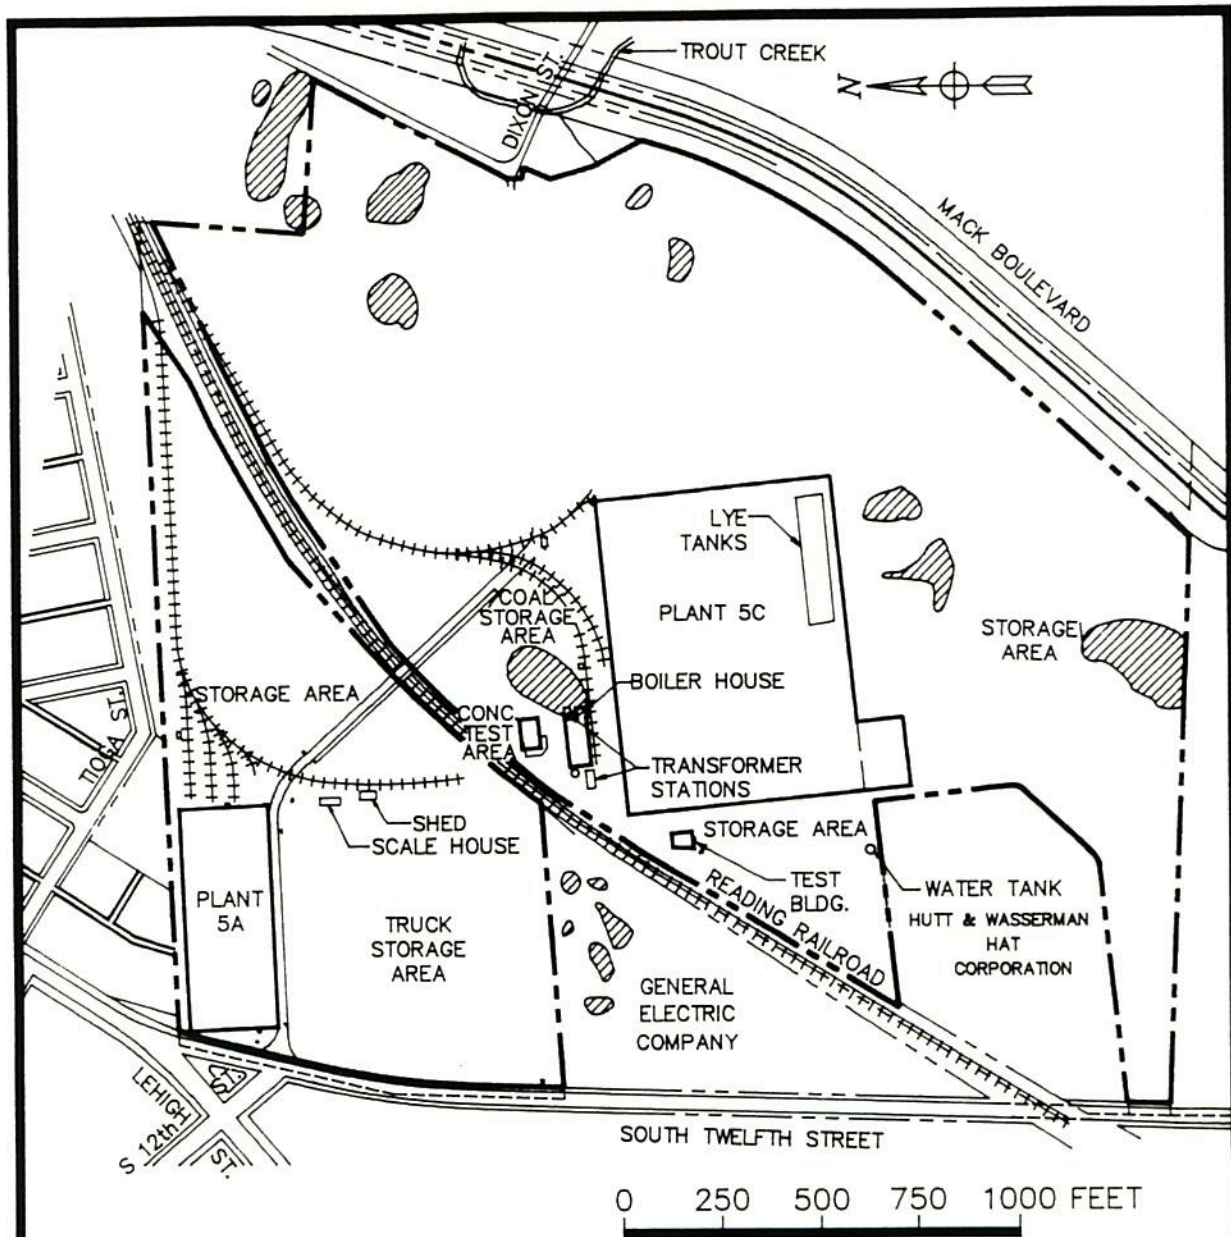 TROUT CREEK
N
DIXON ST.
MACK BOULEVARD
LYE
TANKS
COAL
STORAGE
AREA
PLANT 5C
STORAGE
AREA
BOILER HOUSE
STORAGE AREA
TIOGA ST.
CONC
TEST
AREA
TRANSFORMER
STATIONS
SHED
SCALE HOUSE
STORAGE AREA
TEST
BLDG.
WATER TANK
READING RAILROAD
HUTT & WASSERMAN
HAT
CORPORATION
PLANT
5A
TRUCK
STORAGE
AREA
GENERAL
ELECTRIC
COMPANY
LEHIGH
ST.
S 12th
ST.
SOUTH TWELFTH STREET
0 250 500 750 1000 FEET